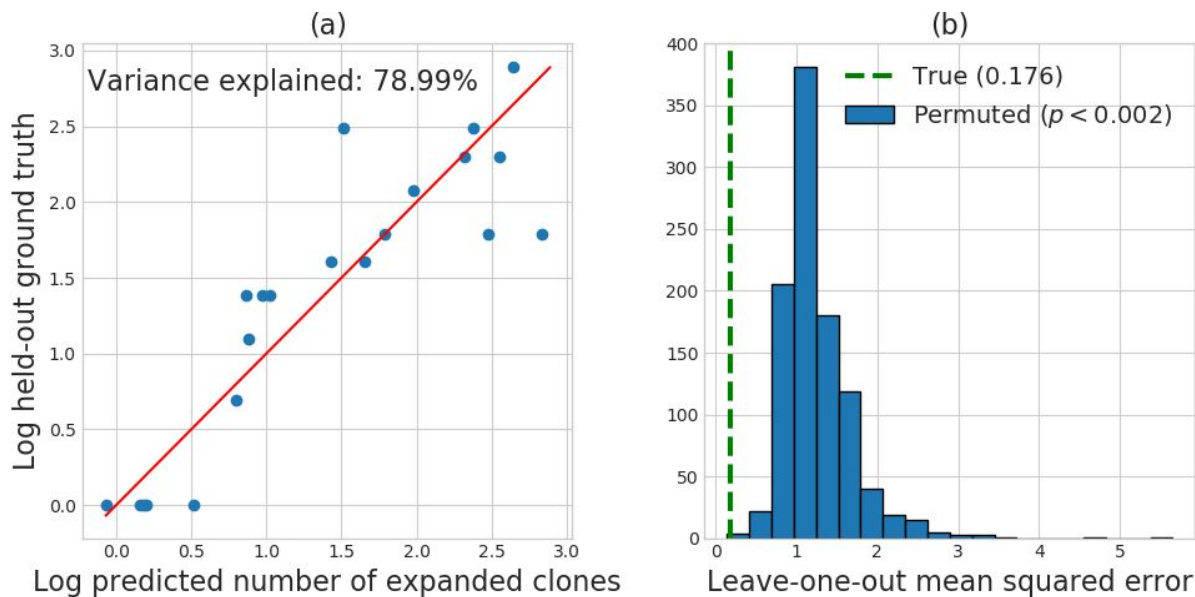 (a)
Variance explained: 78.99%
3.0
2.5
2.0
1.5
1.0
0.5
0.0
0.0 0.5 1.0 1.5 2.0 2.5 3.0
Log held-out ground truth
Log predicted number of expanded clones
(b)
True (0.176)
Permuted (p < 0.002)
400
350
300
250
200
150
100
50
0
0 1 2 3 4 5
Leave-one-out mean squared error